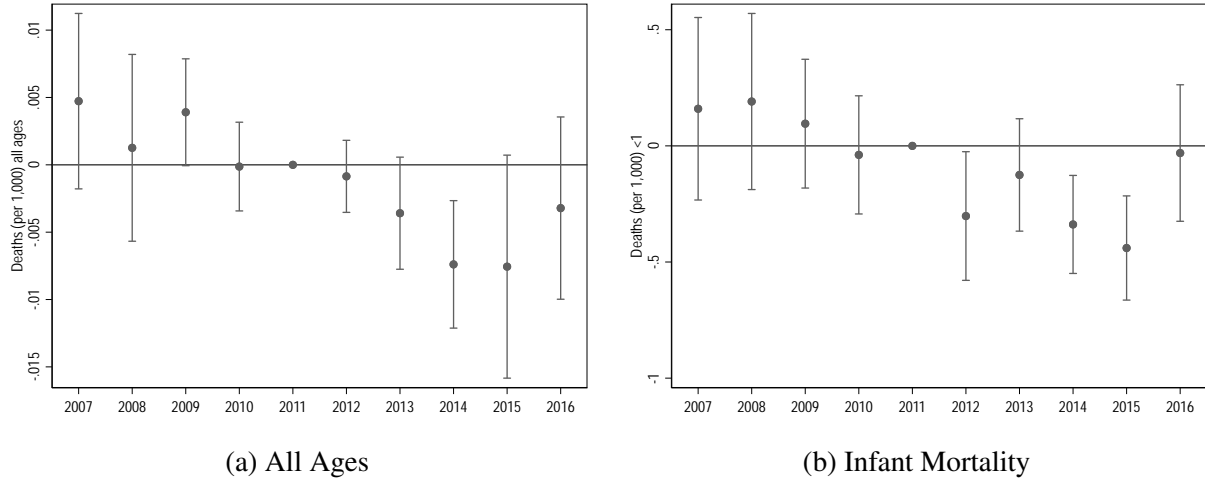 Deaths (per 1,000) all ages
.01
.005
0
-.005
-.01
-.015
2007 2008 2009 2010 2011 2012 2013 2014 2015 2016
(a) All Ages
Deaths (per 1,000) <1
.5
0
-.5
-1
2007 2008 2009 2010 2011 2012 2013 2014 2015 2016
(b) Infant Mortality